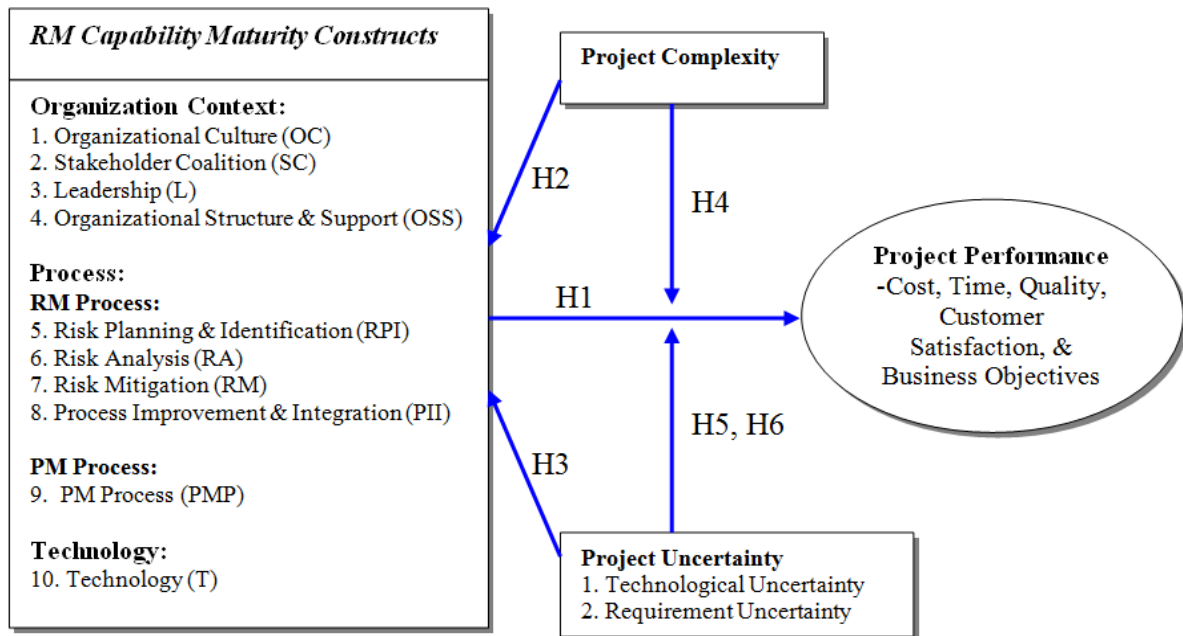 RM Capability Maturity Constructs
Organization Context:
1. Organizational Culture (OC)
2. Stakeholder Coalition (SC)
3. Leadership (L)
4. Organizational Structure & Support (OSS)
Process:
RM Process:
5. Risk Planning & Identification (RPI)
6. Risk Analysis (RA)
7. Risk Mitigation (RM)
8. Process Improvement & Integration (PII)
PM Process:
9. PM Process (PMP)
Technology:
10. Technology (T)
Project Complexity
H2
H4
H1
H3
H5, H6
Project Uncertainty
1. Technological Uncertainty
2. Requirement Uncertainty
Project Performance
-Cost, Time, Quality,
Customer
Satisfaction, &
Business Objectives